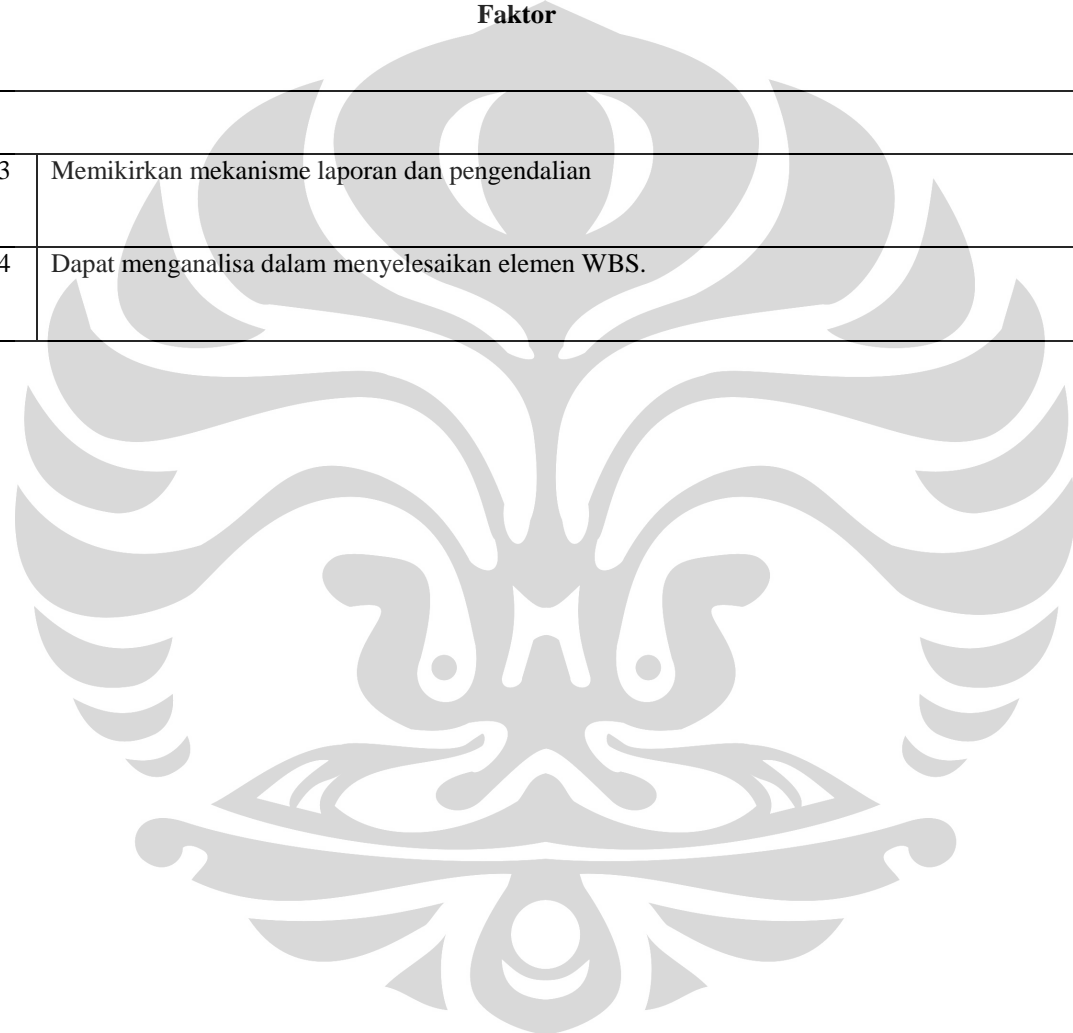 Faktor
3 Memikirkan mekanisme laporan dan pengendalian
4 Dapat menganalisa dalam menyelesaikan elemen WBS.